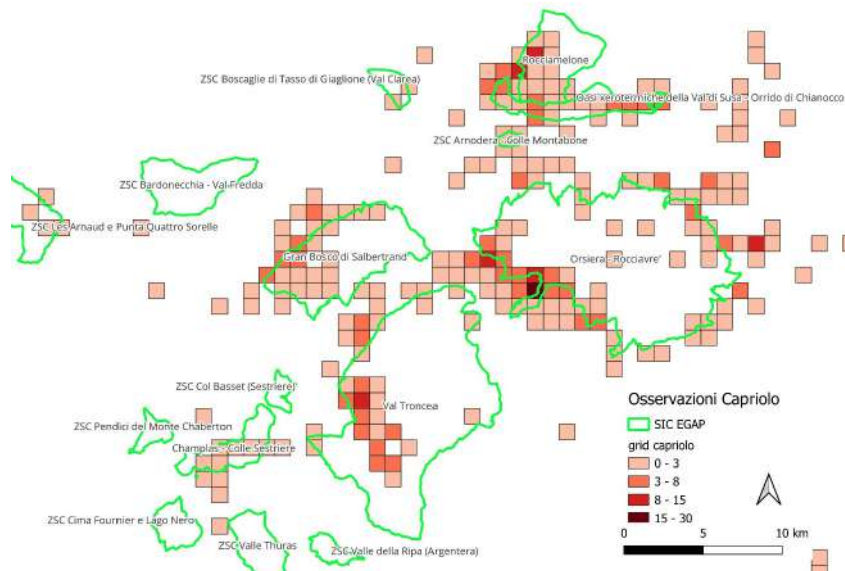 Rocciamelone
ZSC Boscaglie di Tasso di Giaglione (Val Clarea)
Oasi xerotermiche della Val di Susa - Orrido di Chianocco
ZSC Arnodera - Colle Montabone
ZSC Bardonecchia - Val Fredda
ZSC Les Arnaud e Punta Quattro Sorelle
Gran Bosco di Salbertrand
Orsiera - Rocciavre'
ZSC Col Basset (Sestriere)
Val Troncea
ZSC Pendici del Monte Chaberton
Champlas - Colle Sestriere
ZSC Cima Fournier e Lago Nero
ZSC Valle Thuras
ZSC Valle della Ripa (Argentera)
Osservazioni Capriolo
SIC EGAP
grid capriolo
0 - 3
3 - 8
8 - 15
15 - 30
0 5 10 km